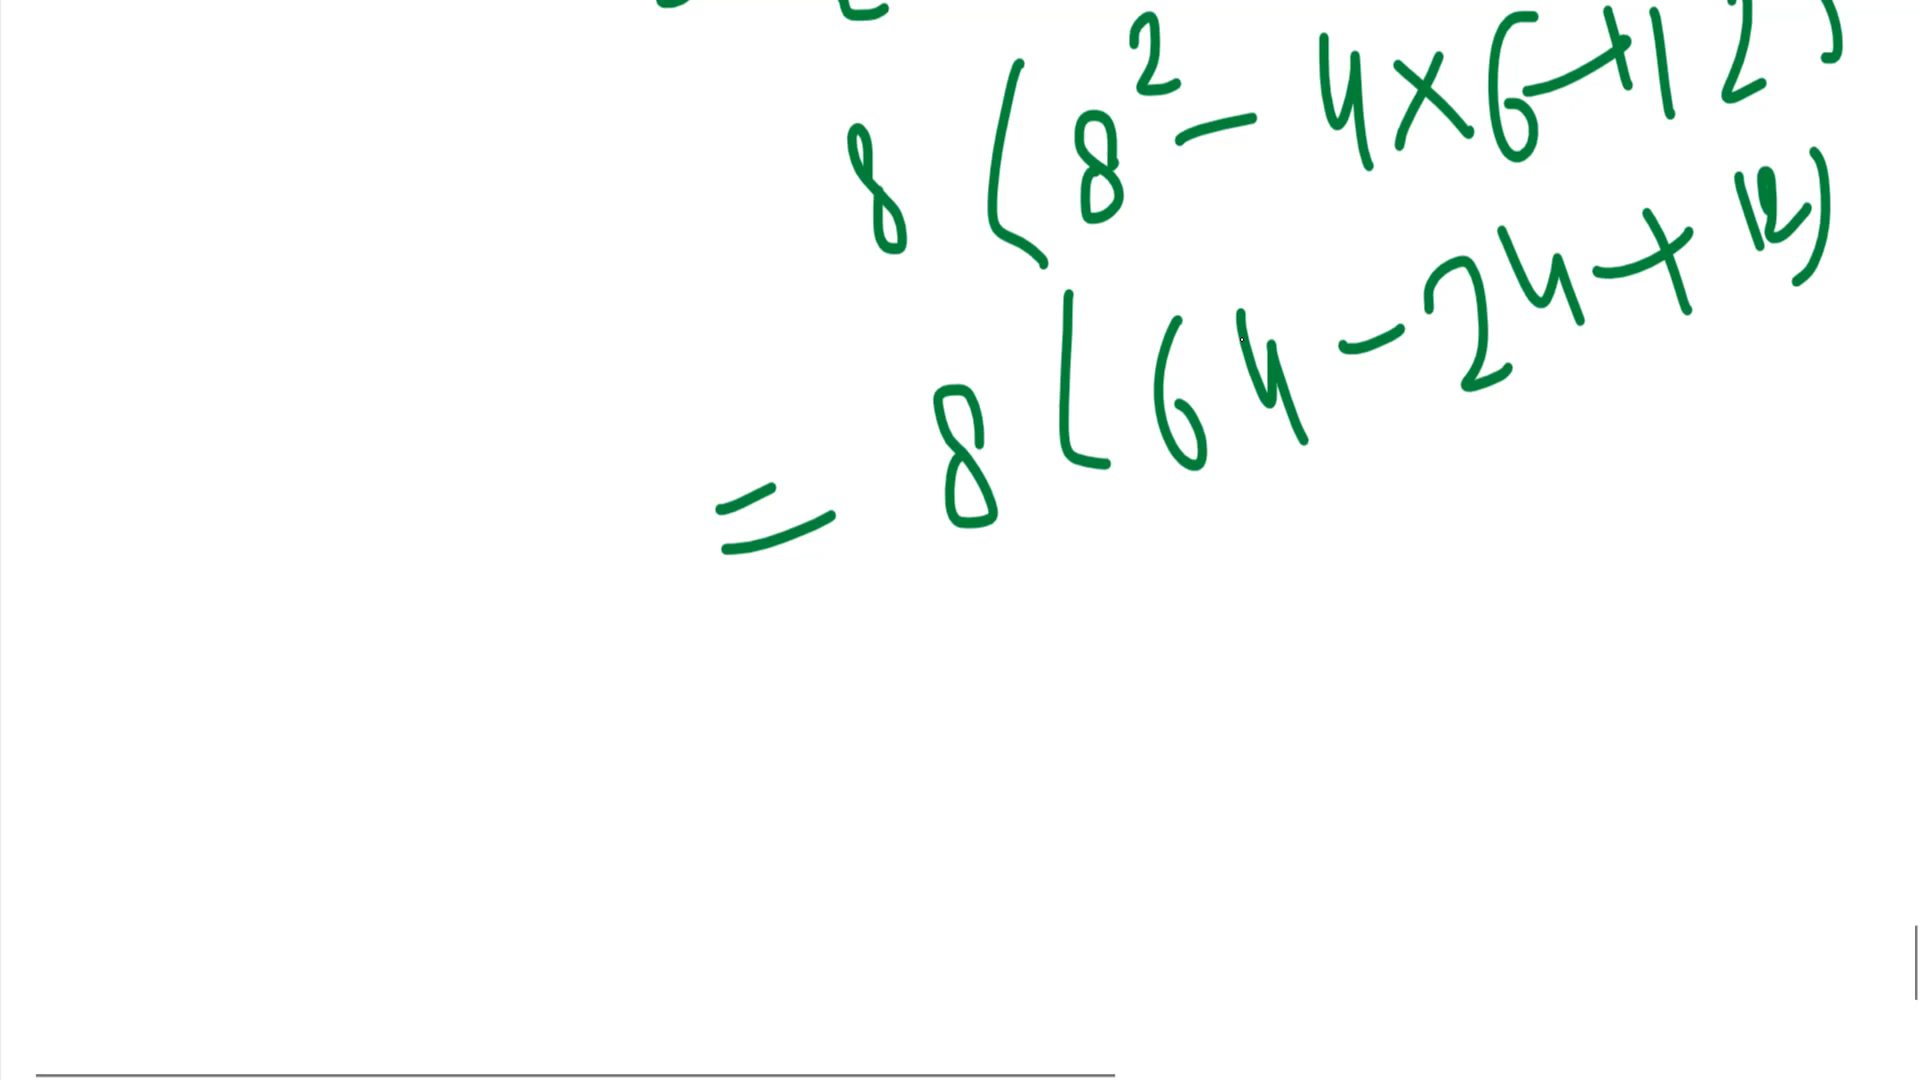 8 (8² - 4×6+12)
= 8 (64 - 24 + 12)